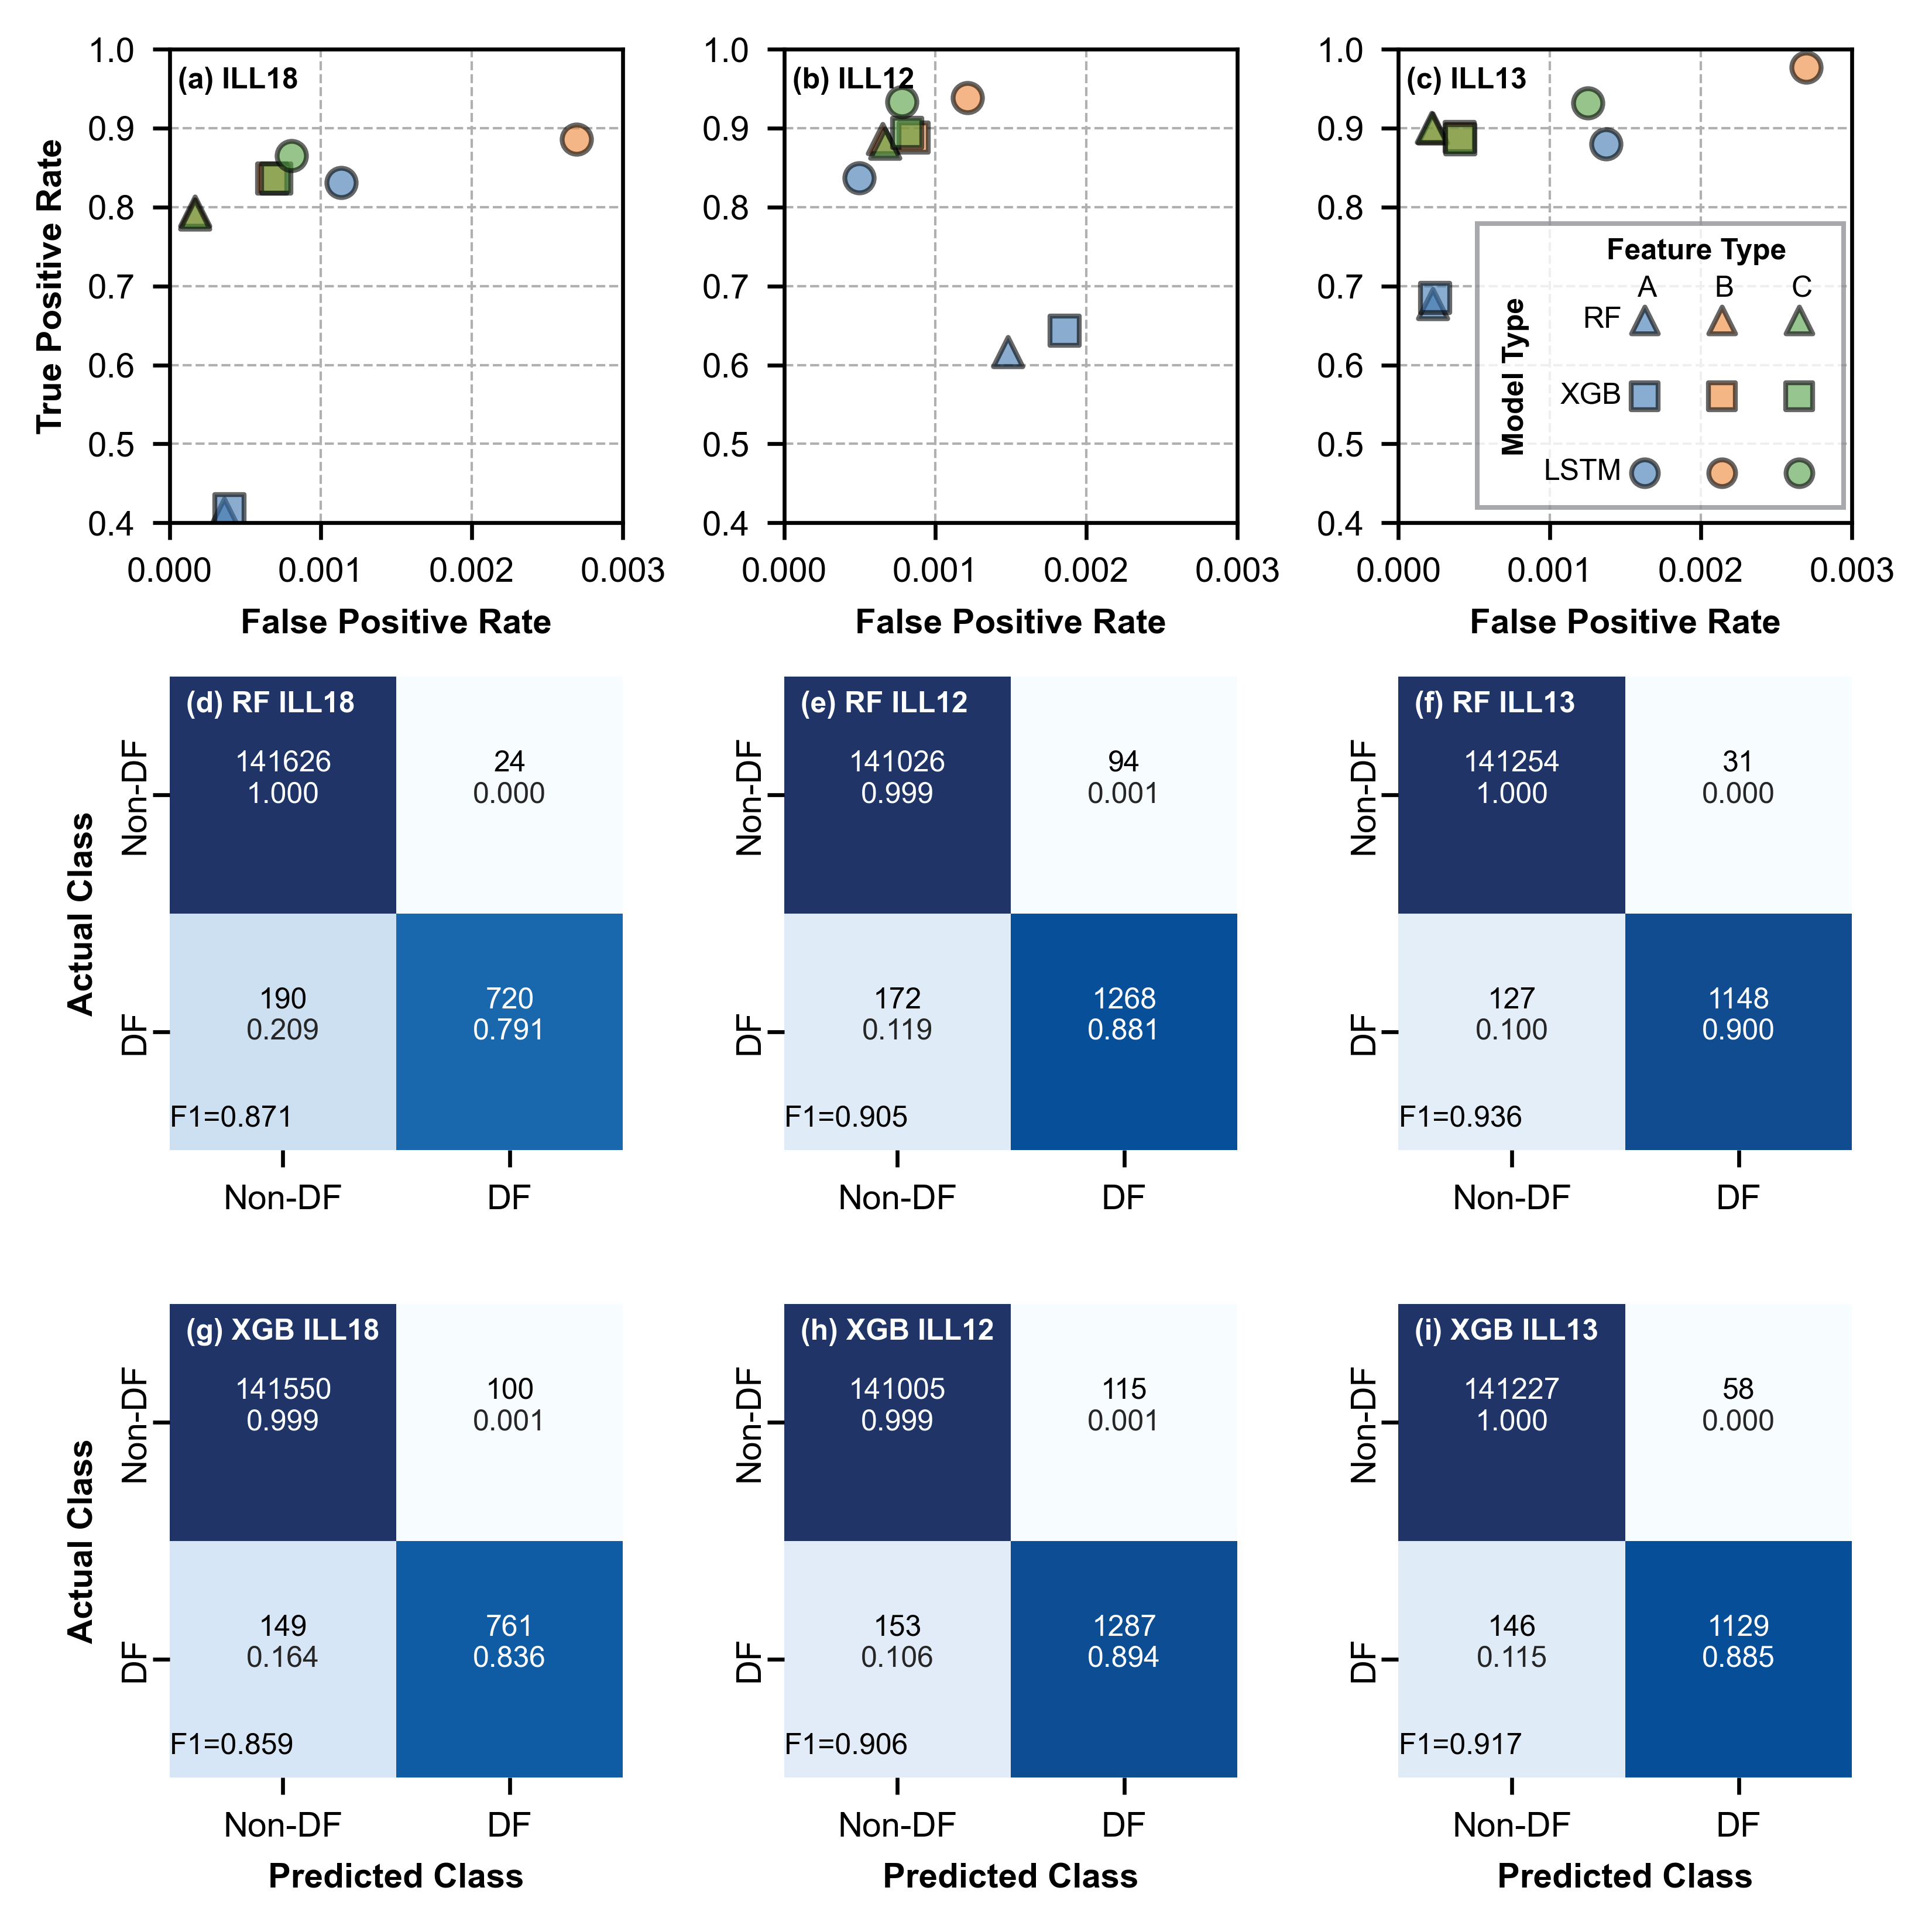 (a) ILL18
True Positive Rate
1.0
0.9
0.8
0.7
0.6
0.5
0.4
0.000 0.001 0.002 0.003
False Positive Rate
(b) ILL12
1.0
0.9
0.8
0.7
0.6
0.5
0.4
0.000 0.001 0.002 0.003
False Positive Rate
(c) ILL13
1.0
0.9
0.8
0.7
0.6
0.5
0.4
0.000 0.001 0.002 0.003
False Positive Rate
Feature Type
A B C
Model Type
RF
XGB
LSTM
(d) RF ILL18
Actual Class
Non-DF
DF
141626
1.000
24
0.000
190
0.209
720
0.791
F1=0.871
Non-DF DF
(e) RF ILL12
Non-DF
DF
141026
0.999
94
0.001
172
0.119
1268
0.881
F1=0.905
Non-DF DF
(f) RF ILL13
Non-DF
DF
141254
1.000
31
0.000
127
0.100
1148
0.900
F1=0.936
Non-DF DF
(g) XGB ILL18
Actual Class
Non-DF
DF
141550
0.999
100
0.001
149
0.164
761
0.836
F1=0.859
Non-DF DF
Predicted Class
(h) XGB ILL12
Non-DF
DF
141005
0.999
115
0.001
153
0.106
1287
0.894
F1=0.906
Non-DF DF
Predicted Class
(i) XGB ILL13
Non-DF
DF
141227
1.000
58
0.000
146
0.115
1129
0.885
F1=0.917
Non-DF DF
Predicted Class